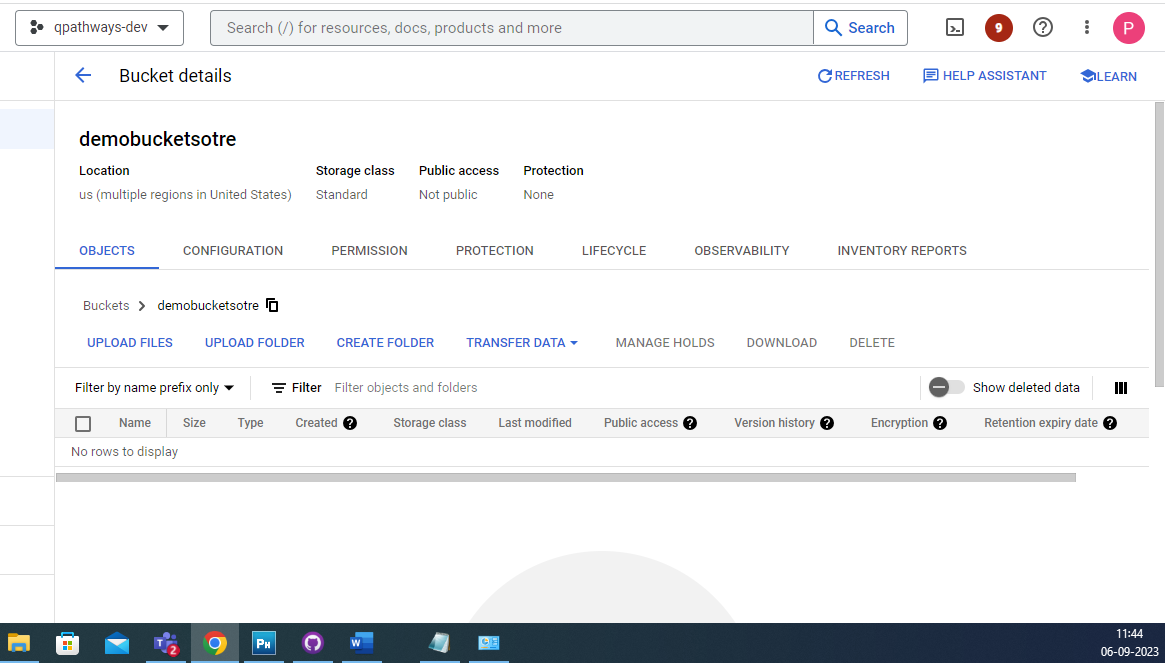 qpathways-dev Search (/) for resources, docs, products and more Search 9 P
Bucket details REFRESH HELP ASSISTANT LEARN
demobucketsotre
Location Storage class Public access Protection
us (multiple regions in United States) Standard Not public None
OBJECTS CONFIGURATION PERMISSION PROTECTION LIFECYCLE OBSERVABILITY INVENTORY REPORTS
Buckets demobucketsotre
UPLOAD FILES UPLOAD FOLDER CREATE FOLDER TRANSFER DATA MANAGE HOLDS DOWNLOAD DELETE
Filter by name prefix only Filter Filter objects and folders Show deleted data
Name Size Type Created Storage class Last modified Public access Version history Encryption Retention expiry date
No rows to display
T 2 PH W 11:44
06-09-2023